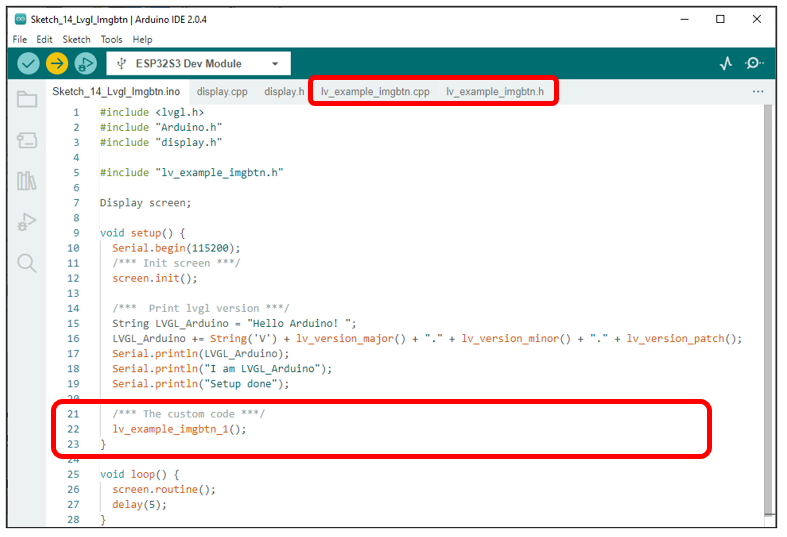 Sketch_14_Lvgl_Imgbtn | Arduino IDE 2.0.4
File Edit Sketch Tools Help
ESP32S3 Dev Module
Sketch_14_Lvgl_Imgbtn.ino display.cpp display.h lv_example_imgbtn.cpp lv_example_imgbtn.h
1 #include <lvgl.h>
2 #include "Arduino.h"
3 #include "display.h"
4
5 #include "lv_example_imgbtn.h"
6
7 Display screen;
8
9 void setup() {
10 Serial.begin(115200);
11 /*** Init screen ***/
12 screen.init();
13
14 /***  Print lvgl version ***/
15 String LVGL_Arduino = "Hello Arduino! ";
16 LVGL_Arduino += String('V') + lv_version_major() + "." + lv_version_minor() + "." + lv_version_patch();
17 Serial.println(LVGL_Arduino);
18 Serial.println("I am LVGL_Arduino");
19 Serial.println("Setup done");
20
21 /*** The custom code ***/
22 lv_example_imgbtn_1();
23 }
24
25 void loop() {
26 screen.routine();
27 delay(5);
28 }